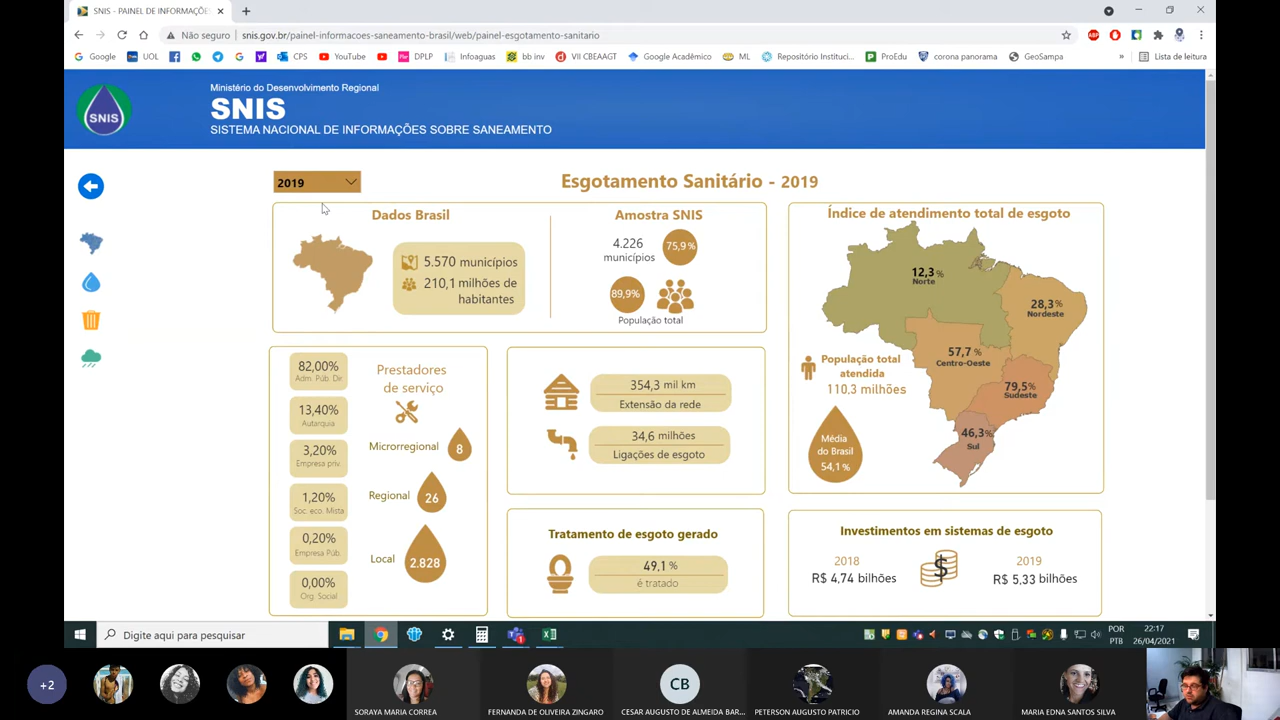 SNIS - PAINEL DE INFORMAÇÕES
Não seguro
snis.gov.br/painel-informacoes-saneamento-brasil/web/painel-esgotamento-sanitario
ABP
Google
UOL
CPS
YouTube
DPLP
Infoaguas
bb inv
VII CBEAAGT
Google Acadêmico
ML
Repositório Instituci...
ProEdu
corona panorama
GeoSampa
»
Lista de leitura
SNIS
Ministério do Desenvolvimento Regional
SNIS
SISTEMA NACIONAL DE INFORMAÇÕES SOBRE SANEAMENTO
2019
Esgotamento Sanitário - 2019
Dados Brasil
5.570 municípios
210,1 milhões de
habitantes
Amostra SNIS
4.226
municípios
75,9%
89,9%
População total
Índice de atendimento total de esgoto
12,3 %
Norte
28,3 %
Nordeste
57,7 %
Centro-Oeste
79,5%
Sudeste
46,3%
Sul
População total
atendida
110,3 milhões
Média
do Brasil
54,1 %
82,00%
Adm. Púb. Dir.
13,40%
Autarquia
3,20%
Empresa priv.
1,20%
Soc. eco. Mista
0,20%
Empresa Púb.
0,00%
Org. Social
Prestadores
de serviço
Microrregional
8
Regional
26
Local
2.828
354,3 mil km
Extensão da rede
34,6 milhões
Ligações de esgoto
Tratamento de esgoto gerado
49,1 %
é tratado
Investimentos em sistemas de esgoto
2018
R$ 4,74 bilhões
$
2019
R$ 5,33 bilhões
Digite aqui para pesquisar
POR
PTB
22:17
26/04/2021
+2
SORAYA MARIA CORREA
FERNANDA DE OLIVEIRA ZINGARO
CB
CESAR AUGUSTO DE ALMEIDA BAR...
PETERSON AUGUSTO PATRICIO
AMANDA REGINA SCALA
MARIA EDNA SANTOS SILVA